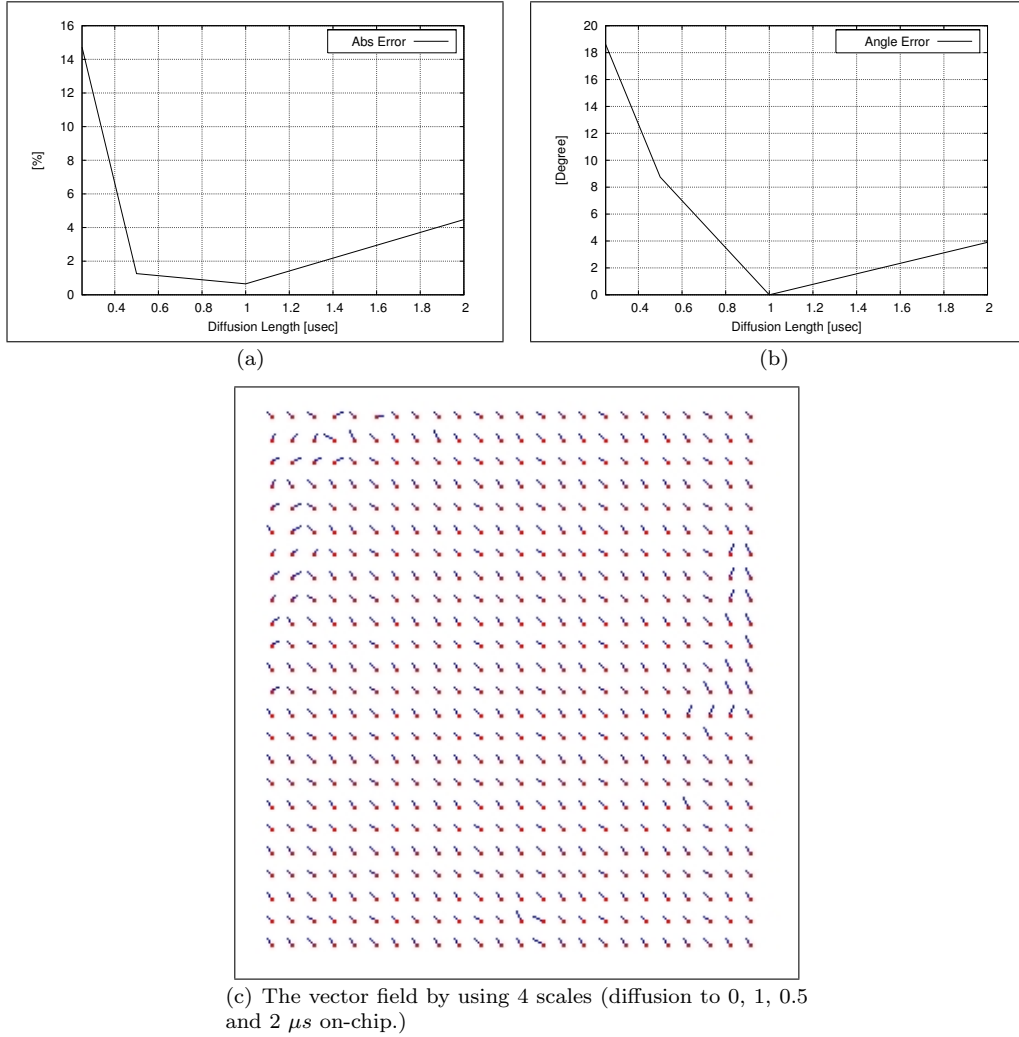 16
14
12
10
8
6
4
2
0
[%]
Abs Error
0.4 0.6 0.8 1 1.2 1.4 1.6 1.8 2
Diffusion Length [usec]
(a)
20
18
16
14
12
10
8
6
4
2
0
[Degree]
Angle Error
0.4 0.6 0.8 1 1.2 1.4 1.6 1.8 2
Diffusion Length [usec]
(b)
(c) The vector field by using 4 scales (diffusion to 0, 1, 0.5
and 2 μs on-chip.)